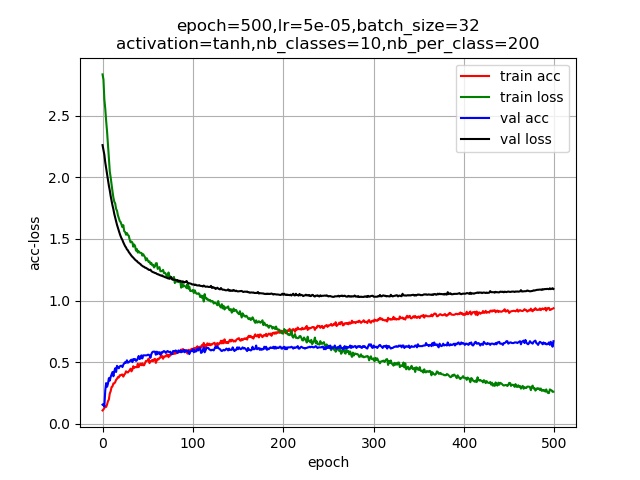 epoch=500,lr=5e-05,batch_size=32
activation=tanh,nb_classes=10,nb_per_class=200
train acc
train loss
val acc
val loss
2.5
2.0
1.5
1.0
0.5
0.0
acc-loss
0 100 200 300 400 500
epoch